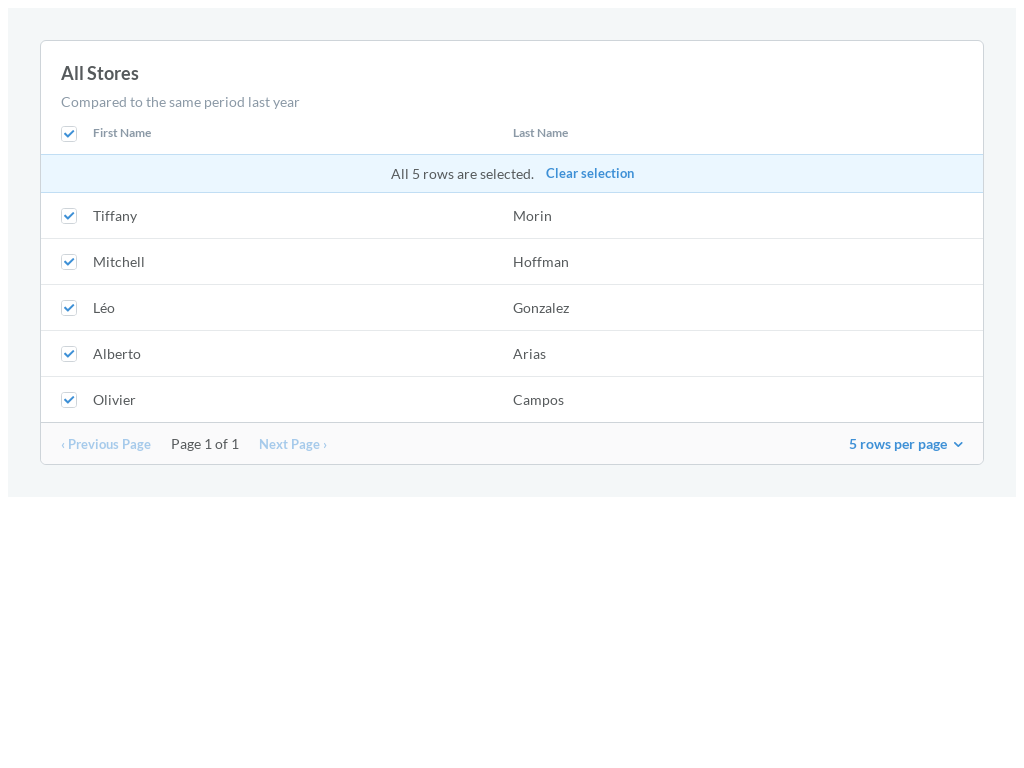 All Stores
Compared to the same period last year
First Name Last Name
All 5 rows are selected. Clear selection
Tiffany Morin
Mitchell Hoffman
Léo Gonzalez
Alberto Arias
Olivier Campos
‹ Previous Page Page 1 of 1 Next Page › 5 rows per page